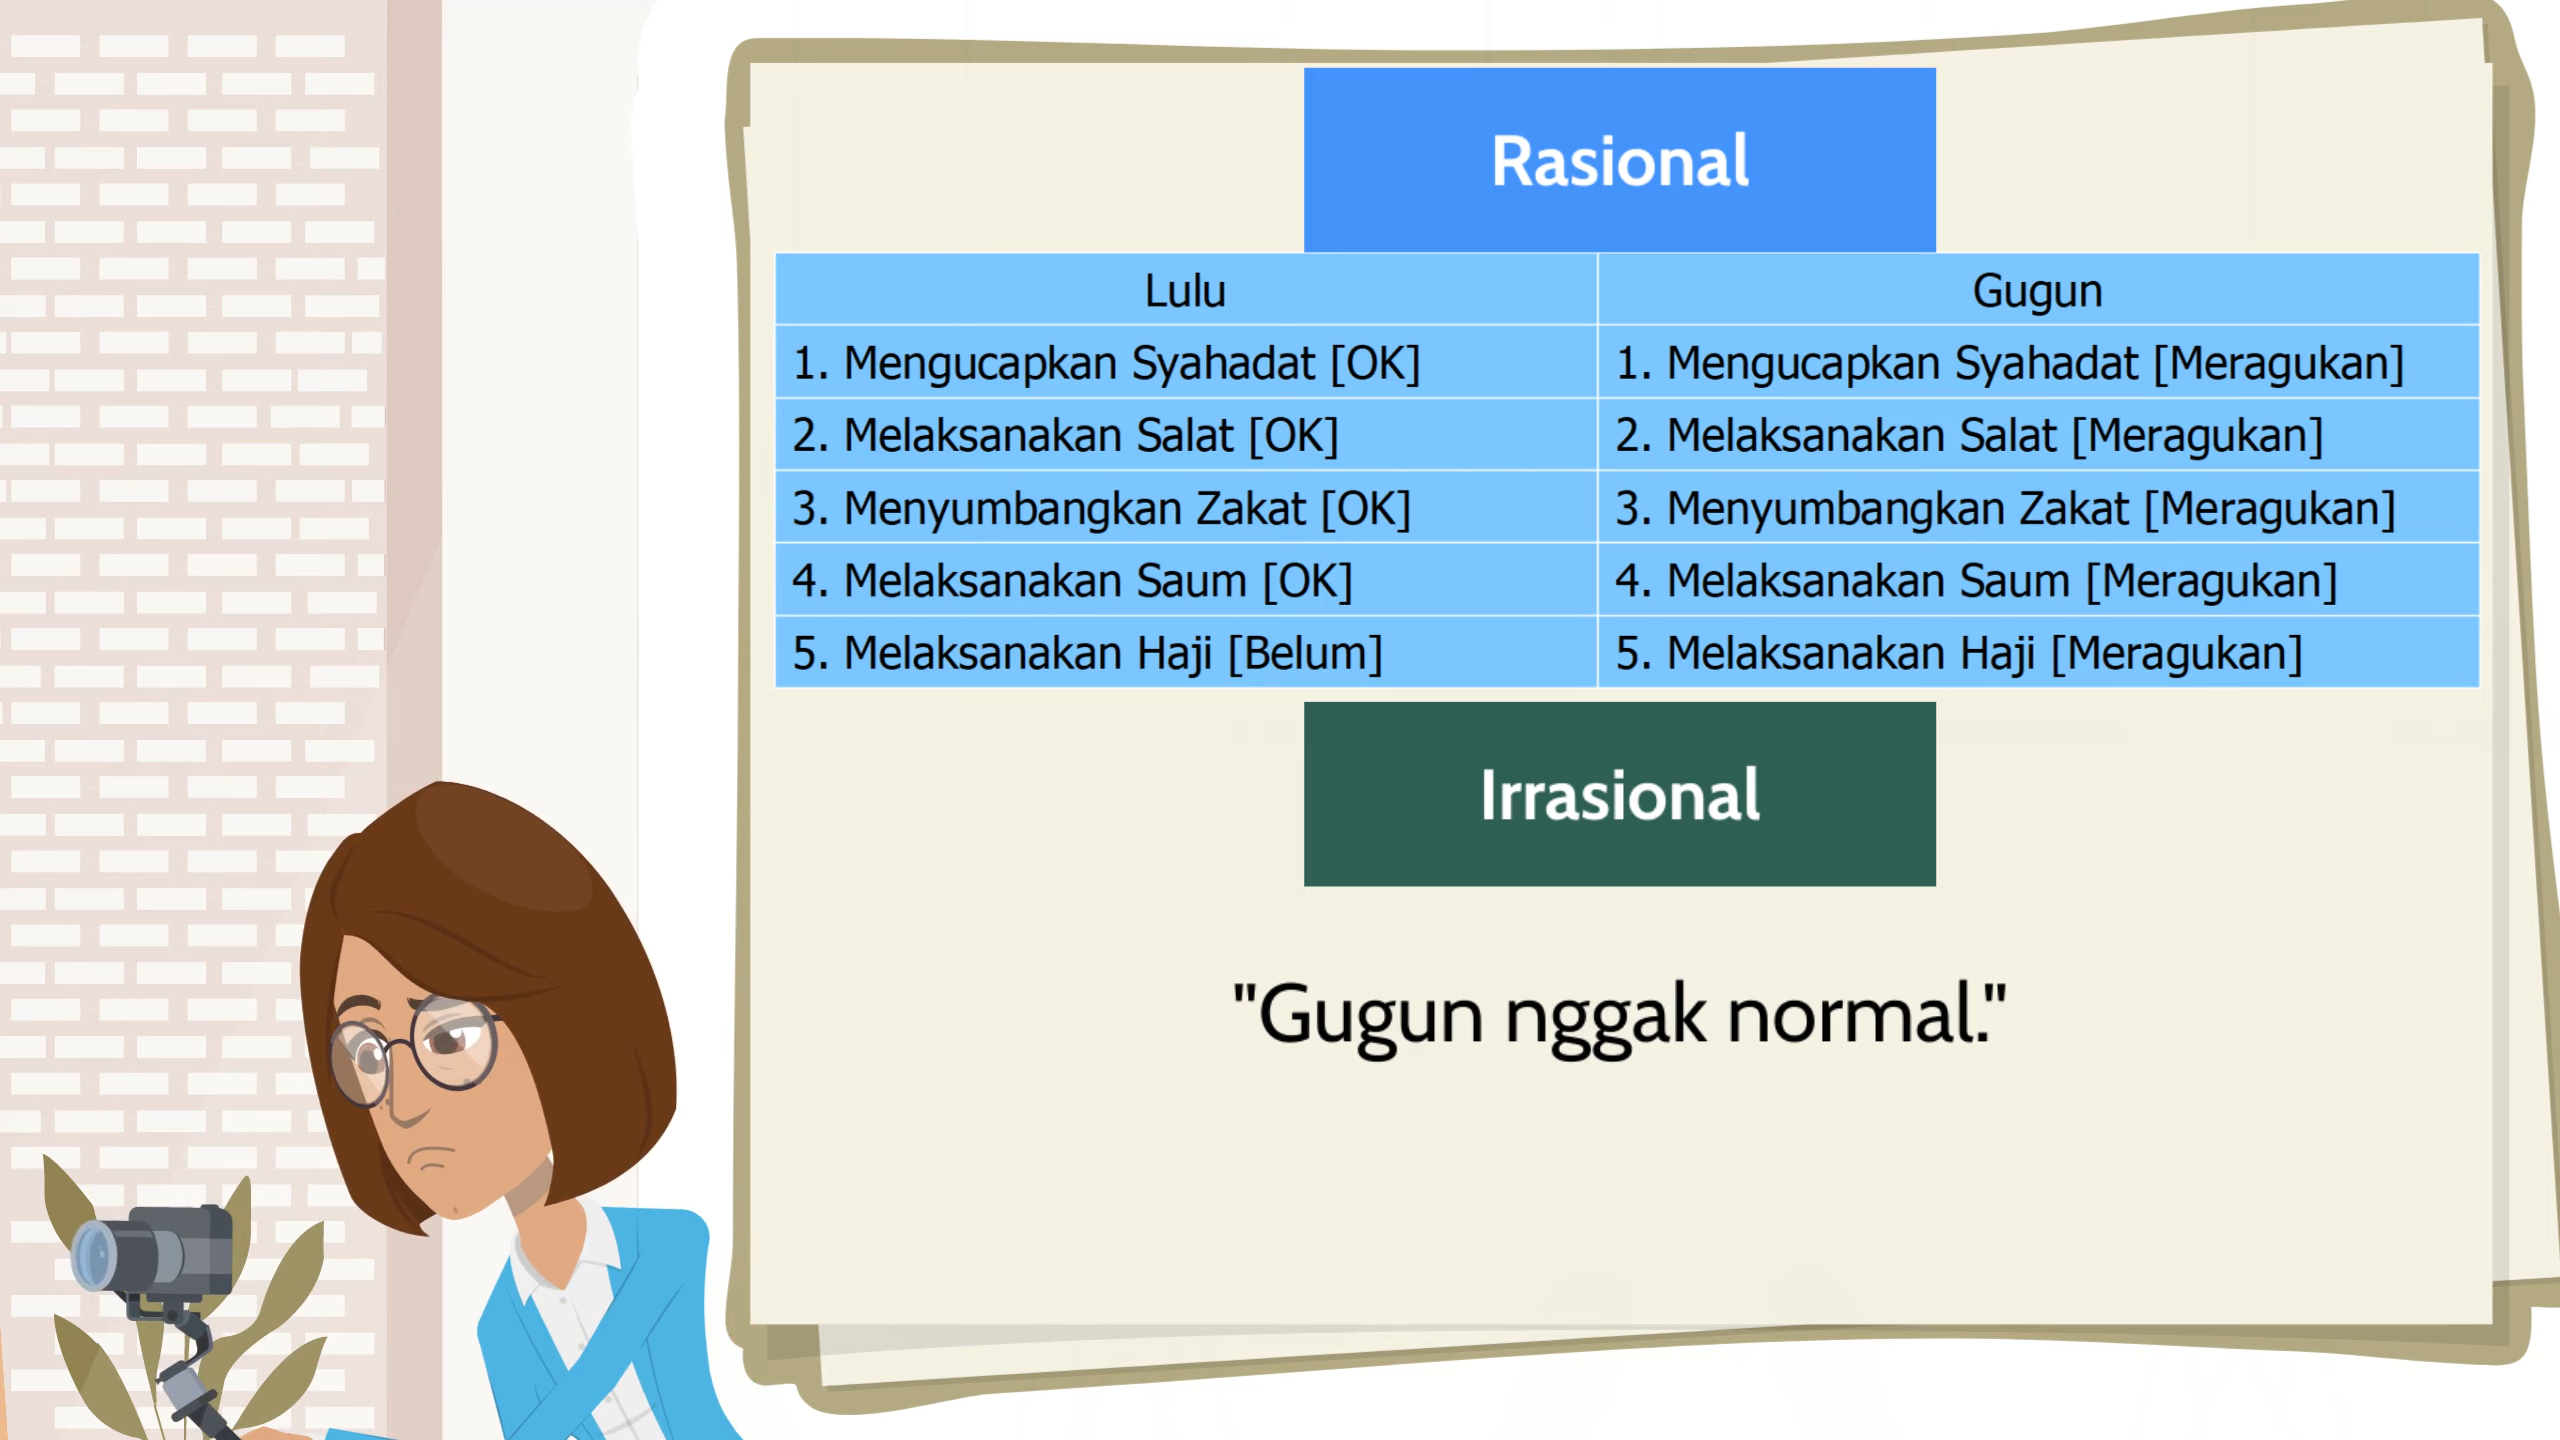 Rasional
Lulu
Gugun
1. Mengucapkan Syahadat [OK]
1. Mengucapkan Syahadat [Meragukan]
2. Melaksanakan Salat [OK]
2. Melaksanakan Salat [Meragukan]
3. Menyumbangkan Zakat [OK]
3. Menyumbangkan Zakat [Meragukan]
4. Melaksanakan Saum [OK]
4. Melaksanakan Saum [Meragukan]
5. Melaksanakan Haji [Belum]
5. Melaksanakan Haji [Meragukan]
Irrasional
"Gugun nggak normal."